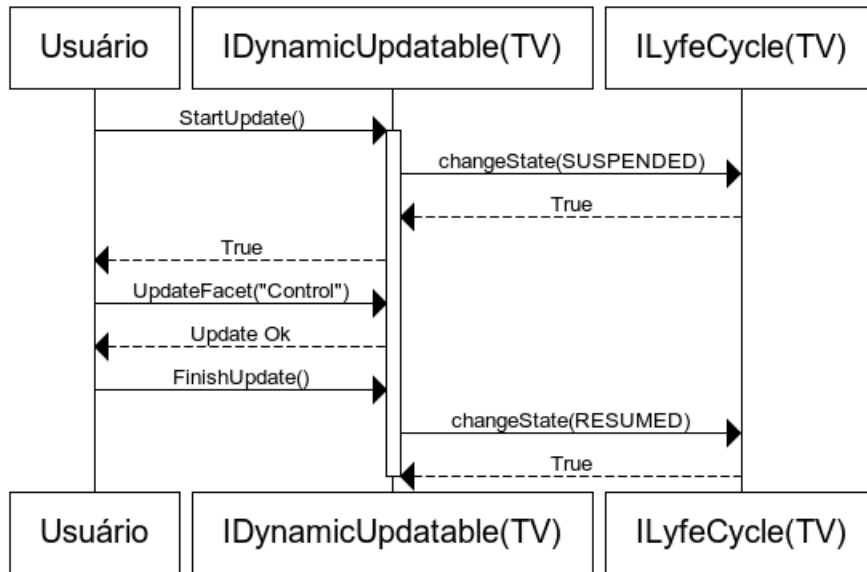 Usuário
IDynamicUpdatable(TV)
ILyfeCycle(TV)
StartUpdate()
changeState(SUSPENDED)
True
True
UpdateFacet("Control")
Update Ok
FinishUpdate()
changeState(RESUMED)
True
Usuário
IDynamicUpdatable(TV)
ILyfeCycle(TV)